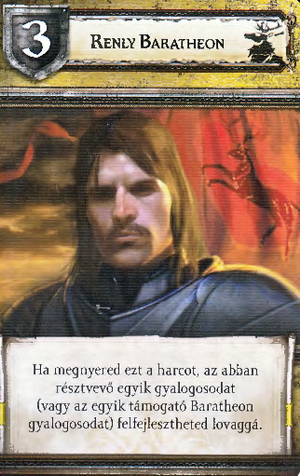 3
RENLY BARATHEON
Ha megnyered ezt a harcot, az abban
résztvevő egyik gyalogosodat
(vagy az egyik támogató Baratheon
gyalogosodat) felfejlesztheted lovaggá.